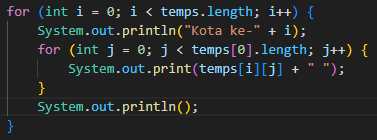 for (int i = 0; i < temps.length; i++) {
    System.out.println("Kota ke-" + i);
    for (int j = 0; j < temps[0].length; j++) {
        System.out.print(temps[i][j] + " ");
    }
    System.out.println();
}